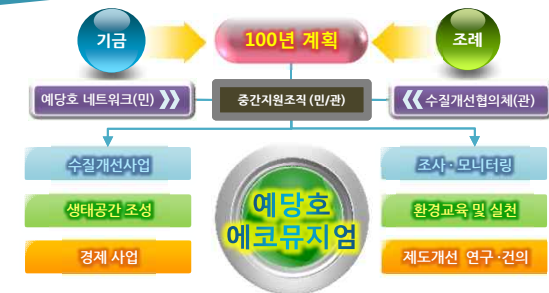 기금
100년 계획
조례
예당호 네트워크(민) 》
중간지원조직 (민/관)
《 수질개선협의체(관)
수질개선사업
조사·모니터링
생태공간 조성
예당호
에코뮤지엄
환경교육 및 실천
경제 사업
제도개선 연구·건의